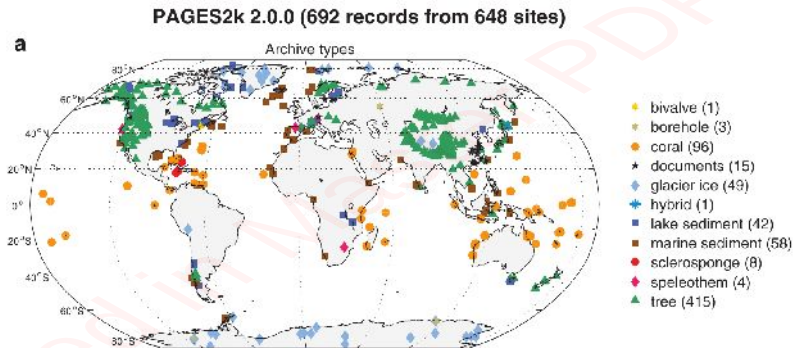 PAGES2k 2.0.0 (692 records from 648 sites)
a
Archive types
80°N
60°N
40°N
20°N
0°
20°S
40°S
60°S
80°S
bivalve (1)
borehole (3)
coral (96)
documents (15)
glacier ice (49)
hybrid (1)
lake sediment (42)
marine sediment (58)
sclerosponge (8)
speleothem (4)
tree (415)